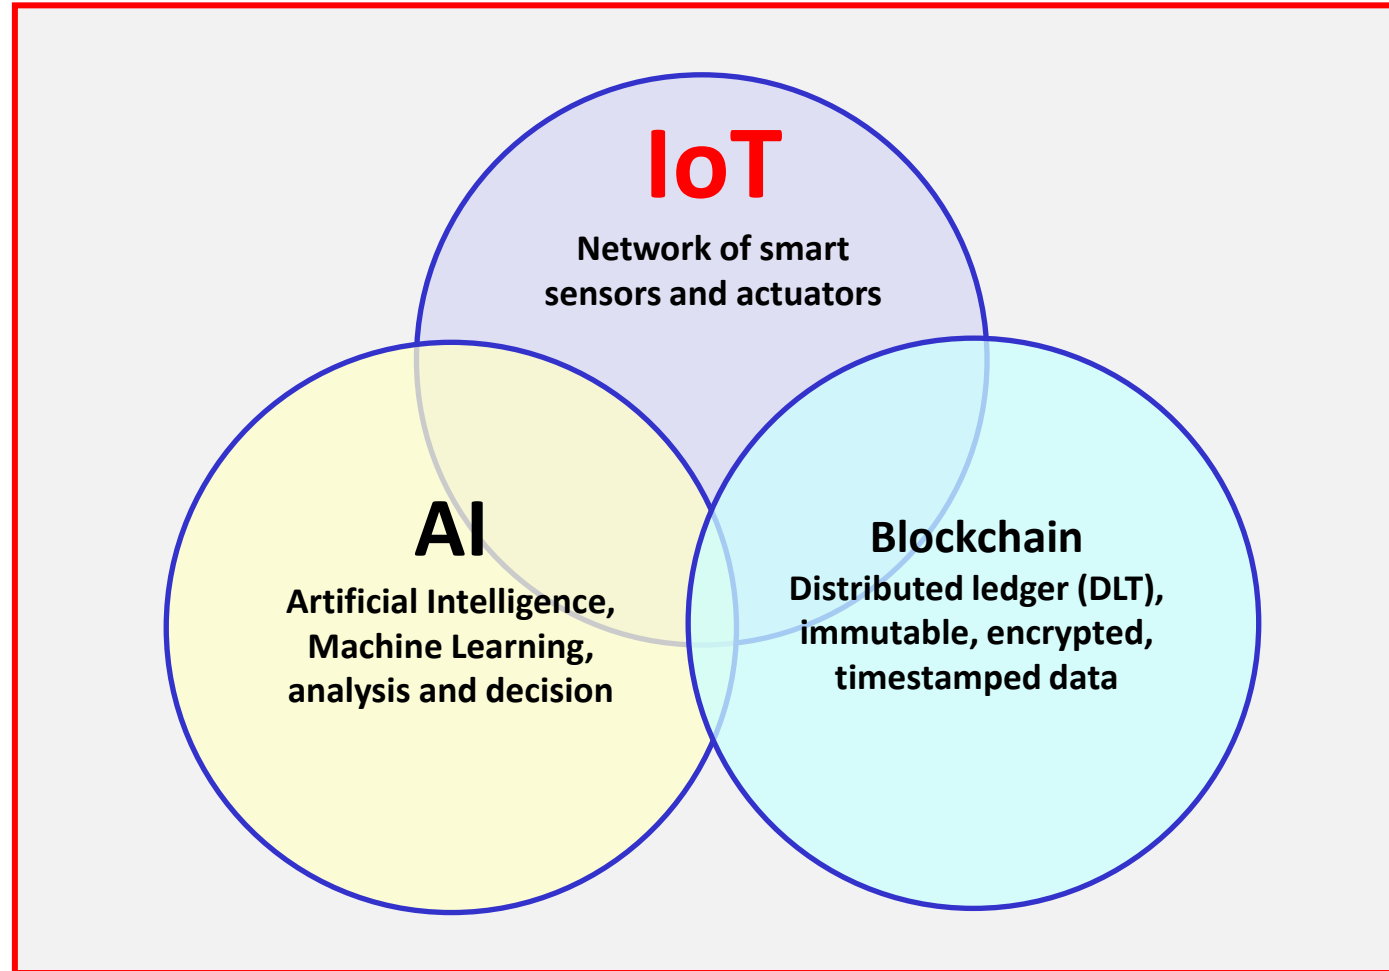 IoT
Network of smart
sensors and actuators
AI
Artificial Intelligence,
Machine Learning,
analysis and decision
Blockchain
Distributed ledger (DLT),
immutable, encrypted,
timestamped data